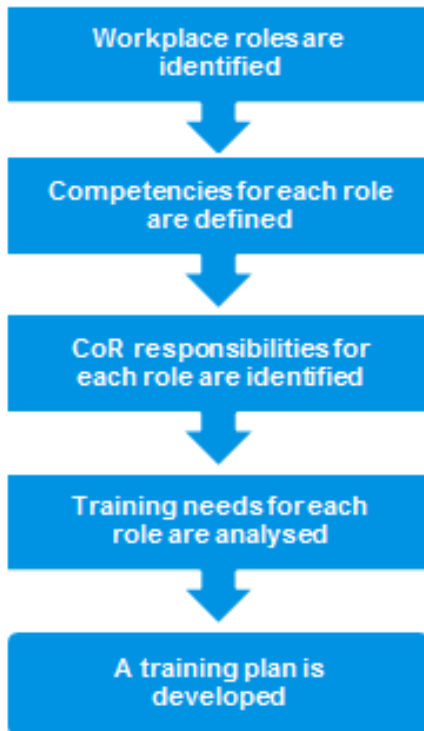 Workplace roles are
identified
Competencies for each role
are defined
CoR responsibilities for
each role are identified
Training needs for each
role are analysed
A training plan is
developed